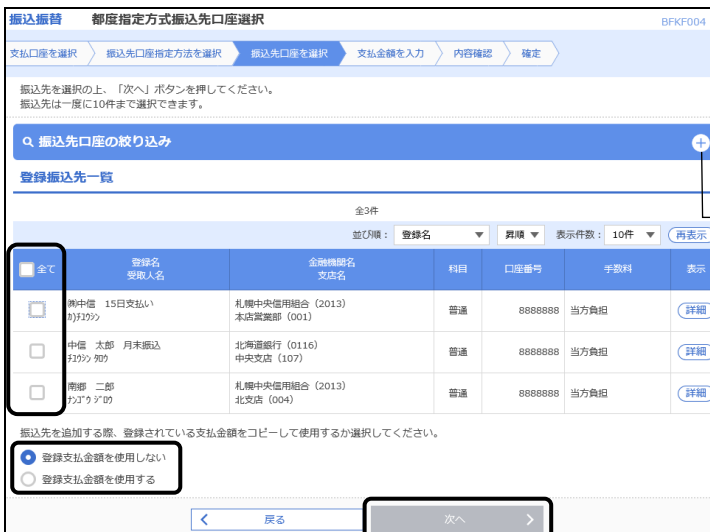 振込振替 都度指定方式振込先口座選択 BFKF004
支払口座を選択 振込先口座指定方法を選択 振込先口座を選択 支払金額を入力 内容確認 確定
振込先を選択の上、「次へ」ボタンを押してください。
振込先は一度に10件まで選択できます。
振込先口座の絞り込み
登録振込先一覧
全3件
並び順： 登録名 ▼ 昇順 ▼ 表示件数： 10件 ▼ 再表示
全て 登録名 金融機関名 科目 口座番号 手数料 表示
受取人名 支店名
㈱中信 15日支払い 札幌中央信用組合（2013） 普通 8888888 当方負担 詳細
カ)チユウシン 本店営業部（001）
中信 太郎 月末振込 北海道銀行（0116） 普通 8888888 当方負担 詳細
チユウシン タロウ 中央支店（107）
南郷 二郎 札幌中央信用組合（2013） 普通 8888888 当方負担 詳細
ナンゴウ ジロウ 北支店（004）
振込先を追加する際、登録されている支払金額をコピーして使用するか選択してください。
登録支払金額を使用しない
登録支払金額を使用する
戻る 次へ